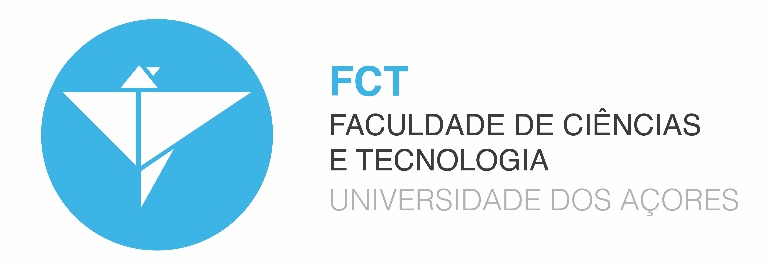 FCT
FACULDADE DE CIÊNCIAS
E TECNOLOGIA
UNIVERSIDADE DOS AÇORES